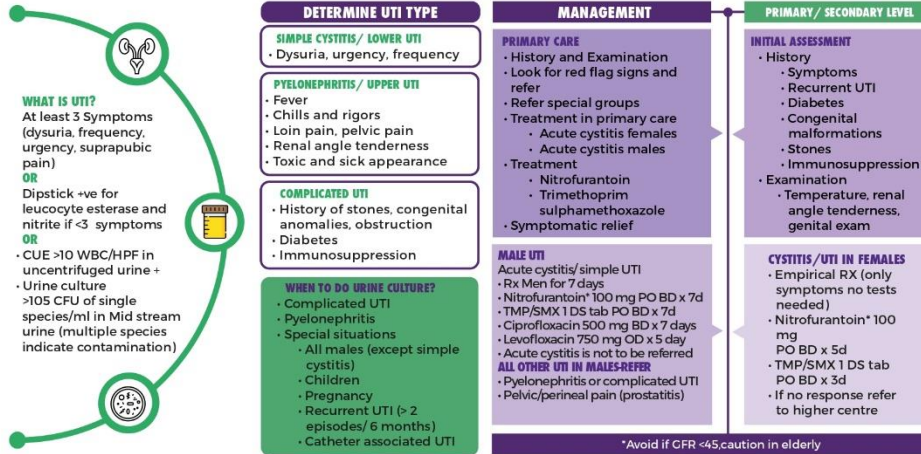 WHAT IS UTI?
At least 3 Symptoms
(dysuria, frequency,
urgency, suprapubic
pain)
OR
Dipstick +ve for
leucocyte esterase and
nitrite if <3 symptoms
OR
• CUE >10 WBC/HPF in
uncentrifuged urine +
• Urine culture
>105 CFU of single
species/ml in Mid stream
urine (multiple species
indicate contamination)
DETERMINE UTI TYPE
SIMPLE CYSTITIS/ LOWER UTI
• Dysuria, urgency, frequency
PYELONEPHRITIS/ UPPER UTI
• Fever
• Chills and rigors
• Loin pain, pelvic pain
• Renal angle tenderness
• Toxic and sick appearance
COMPLICATED UTI
• History of stones, congenital
anomalies, obstruction
• Diabetes
• Immunosuppression
WHEN TO DO URINE CULTURE?
• Complicated UTI
• Pyelonephritis
• Special situations
• All males (except simple
cystitis)
• Children
• Pregnancy
• Recurrent UTI (> 2
episodes/ 6 months)
• Catheter associated UTI
MANAGEMENT
PRIMARY CARE
• History and Examination
• Look for red flag signs and
refer
• Refer special groups
• Treatment in primary care
• Acute cystitis females
• Acute cystitis males
• Treatment
• Nitrofurantoin
• Trimethoprim
sulphamethoxazole
• Symptomatic relief
MALE UTI
Acute cystitis/ simple UTI
• Rx Men for 7 days
• Nitrofurantoin* 100 mg PO BD x 7d
• TMP/SMX 1 DS tab PO BD x 7d
• Ciprofloxacin 500 mg BD x 7 days
• Levofloxacin 750 mg OD x 5 day
• Acute cystitis is not to be referred
ALL OTHER UTI IN MALES-REFER
• Pyelonephritis or complicated UTI
• Pelvic/perineal pain (prostatitis)
PRIMARY/ SECONDARY LEVEL
INITIAL ASSESSMENT
• History
• Symptoms
• Recurrent UTI
• Diabetes
• Congenital
malformations
• Stones
• Immunosuppression
• Examination
• Temperature, renal
angle tenderness,
genital exam
CYSTITIS/UTI IN FEMALES
• Empirical RX (only
symptoms no tests
needed)
• Nitrofurantoin* 100
mg
PO BD x 5d
• TMP/SMX 1 DS tab
PO BD x 3d
• If no response refer
to higher centre
*Avoid if GFR <45,caution in elderly